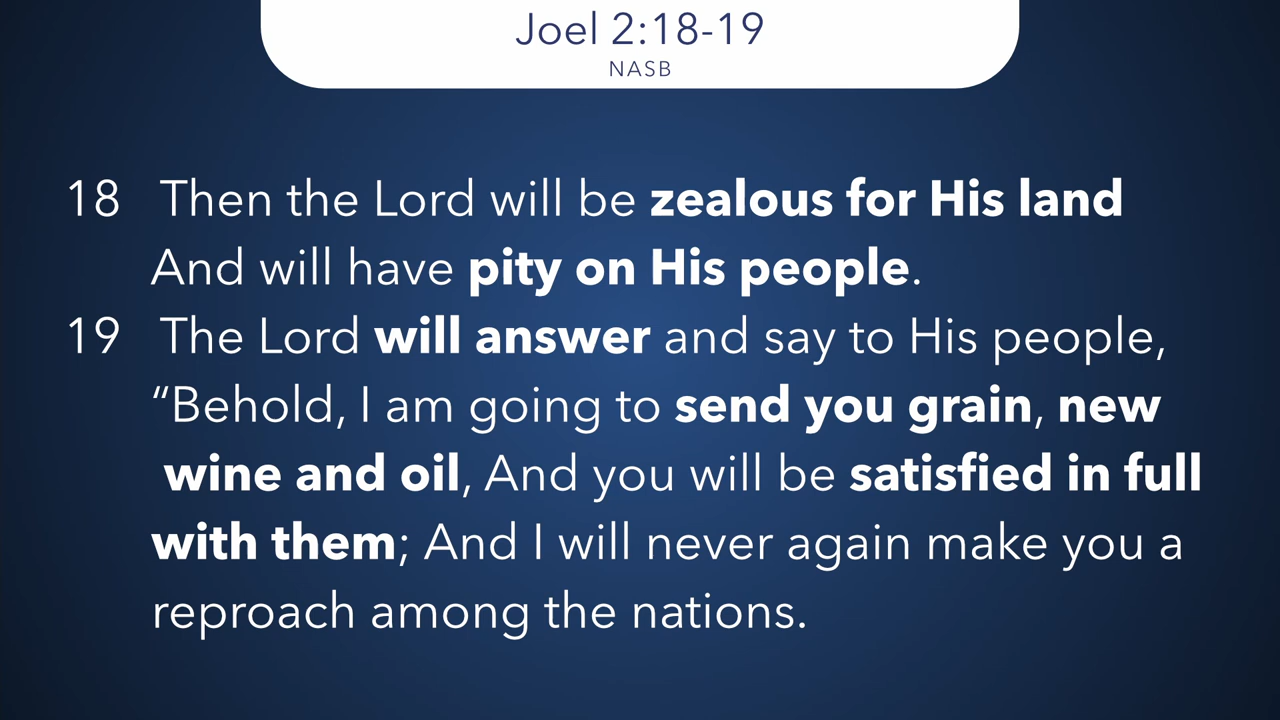 Joel 2:18-19
NASB
18 Then the Lord will be zealous for His land
And will have pity on His people.
19 The Lord will answer and say to His people,
“Behold, I am going to send you grain, new
wine and oil, And you will be satisfied in full
with them; And I will never again make you a
reproach among the nations.